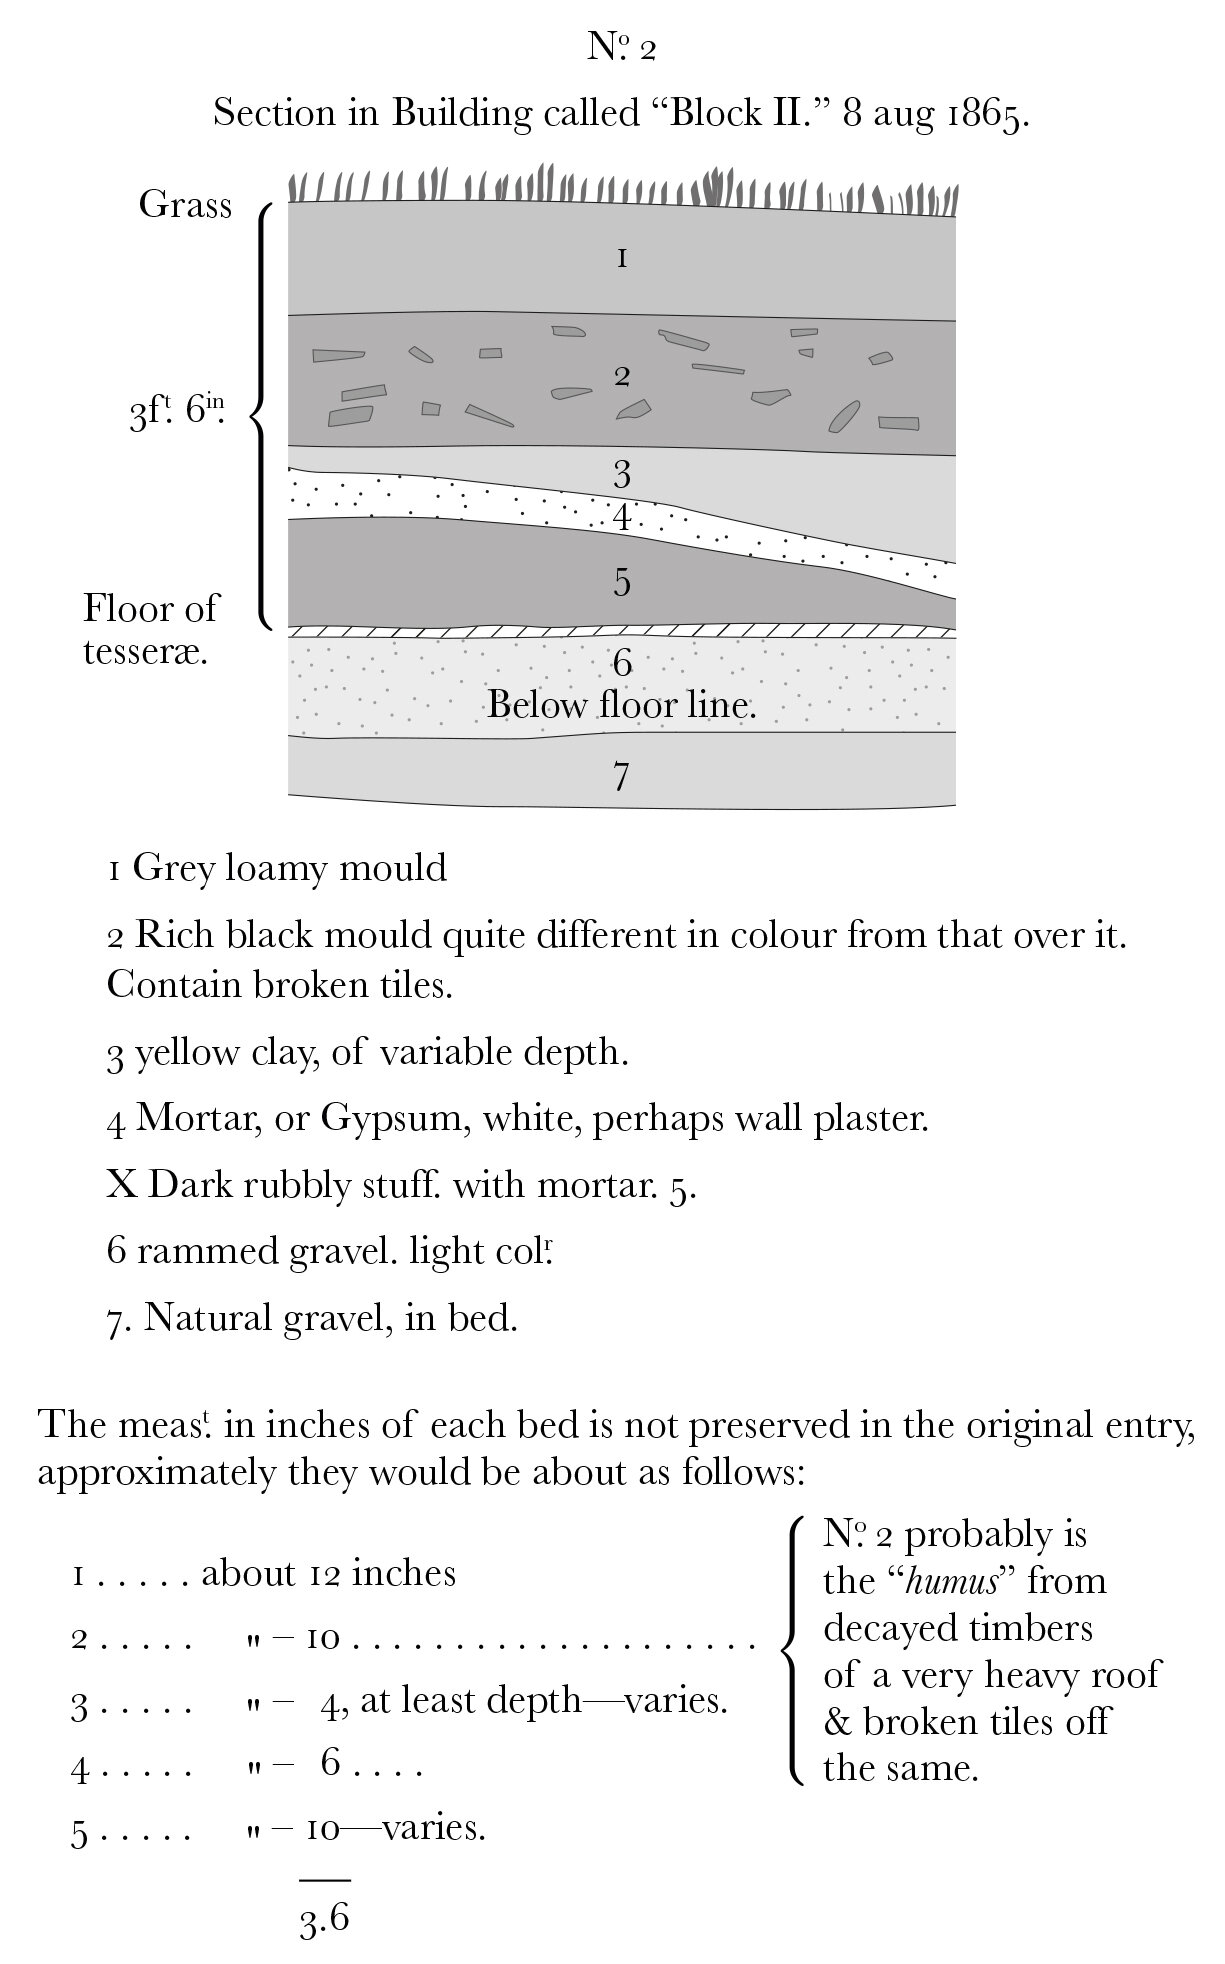 Nº. 2
Section in Building called “Block II.” 8 aug 1865.
Grass
1
2
3fᵗ. 6ⁱⁿ.
3
4
5
Floor of
tesseræ.
6
Below floor line.
7
1 Grey loamy mould
2 Rich black mould quite different in colour from that over it.
Contain broken tiles.
3 yellow clay, of variable depth.
4 Mortar, or Gypsum, white, perhaps wall plaster.
X Dark rubbly stuff. with mortar. 5.
6 rammed gravel. light colʳ.
7. Natural gravel, in bed.
The measᵗ. in inches of each bed is not preserved in the original entry,
approximately they would be about as follows:
1 . . . . . about 12 inches
2 . . . . . " – 10 . . . . . . . . . . . . . . . . . . . .
3 . . . . . " – 4, at least depth—varies.
4 . . . . . " – 6 . . . .
5 . . . . . " – 10—varies.
3.6
Nº. 2 probably is
the “humus” from
decayed timbers
of a very heavy roof
& broken tiles off
the same.